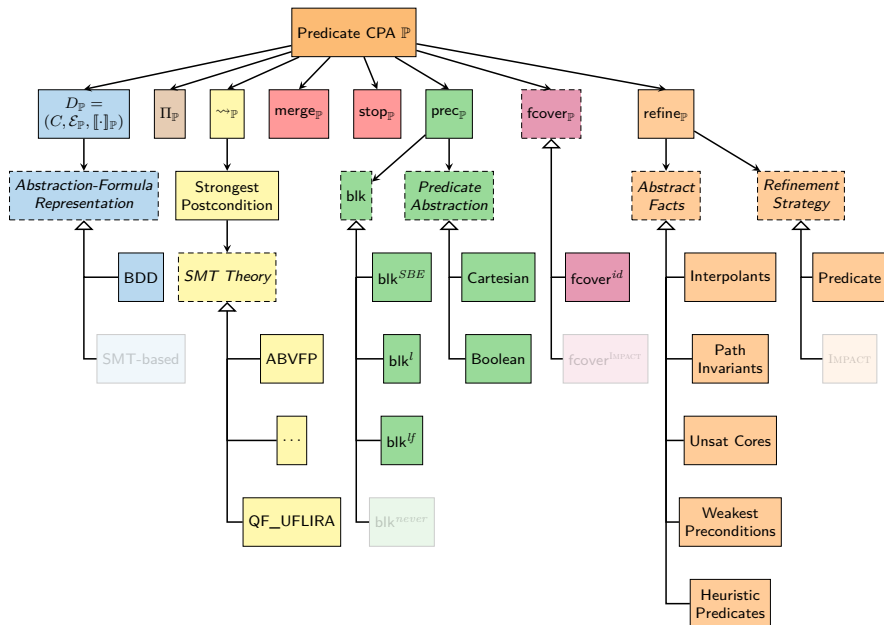 Predicate CPA ℙ
D_ℙ =
(C, ℰ_ℙ, ⟦·⟧_ℙ)
Π_ℙ
⇝_ℙ
merge_ℙ
stop_ℙ
prec_ℙ
fcover_ℙ
refine_ℙ
Abstraction-Formula
Representation
Strongest
Postcondition
blk
Predicate
Abstraction
Abstract
Facts
Refinement
Strategy
BDD
SMT Theory
blk^SBE
Cartesian
fcover^id
Interpolants
Predicate
SMT-based
ABVFP
blk^l
Boolean
fcover^IMPACT
Path
Invariants
IMPACT
...
blk^lf
Unsat Cores
QF_UFLIRA
blk^never
Weakest
Preconditions
Heuristic
Predicates